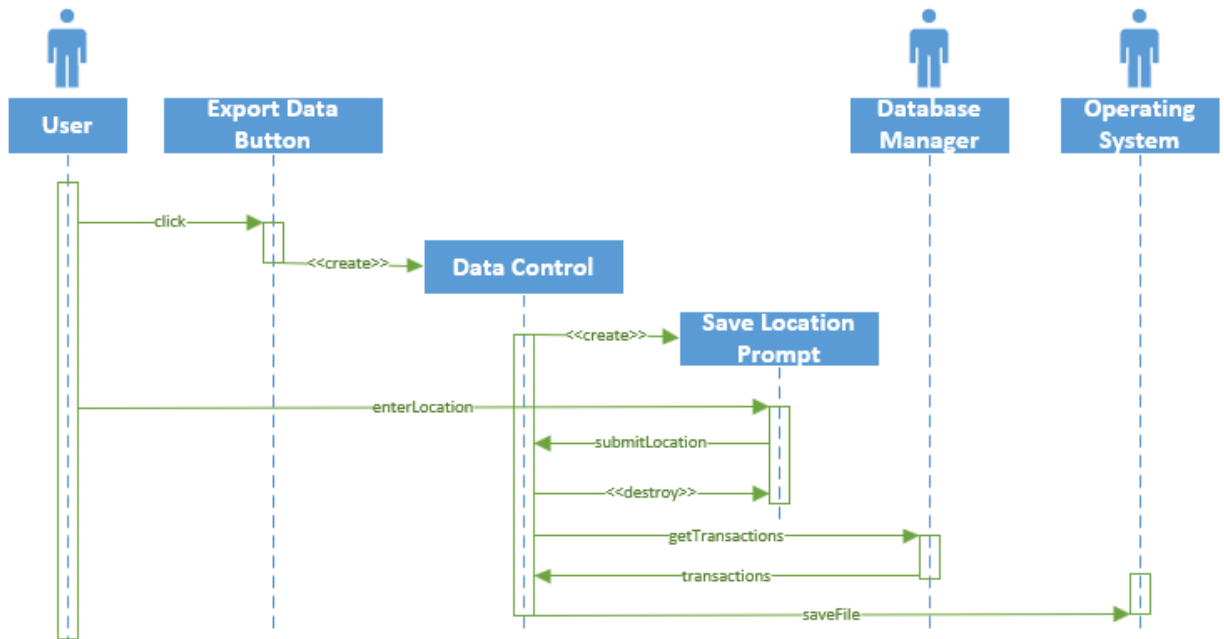 User
Export Data
Button
Database
Manager
Operating
System
click
<<create>>
Data Control
<<create>>
Save Location
Prompt
enterLocation
submitLocation
<<destroy>>
getTransactions
transactions
saveFile